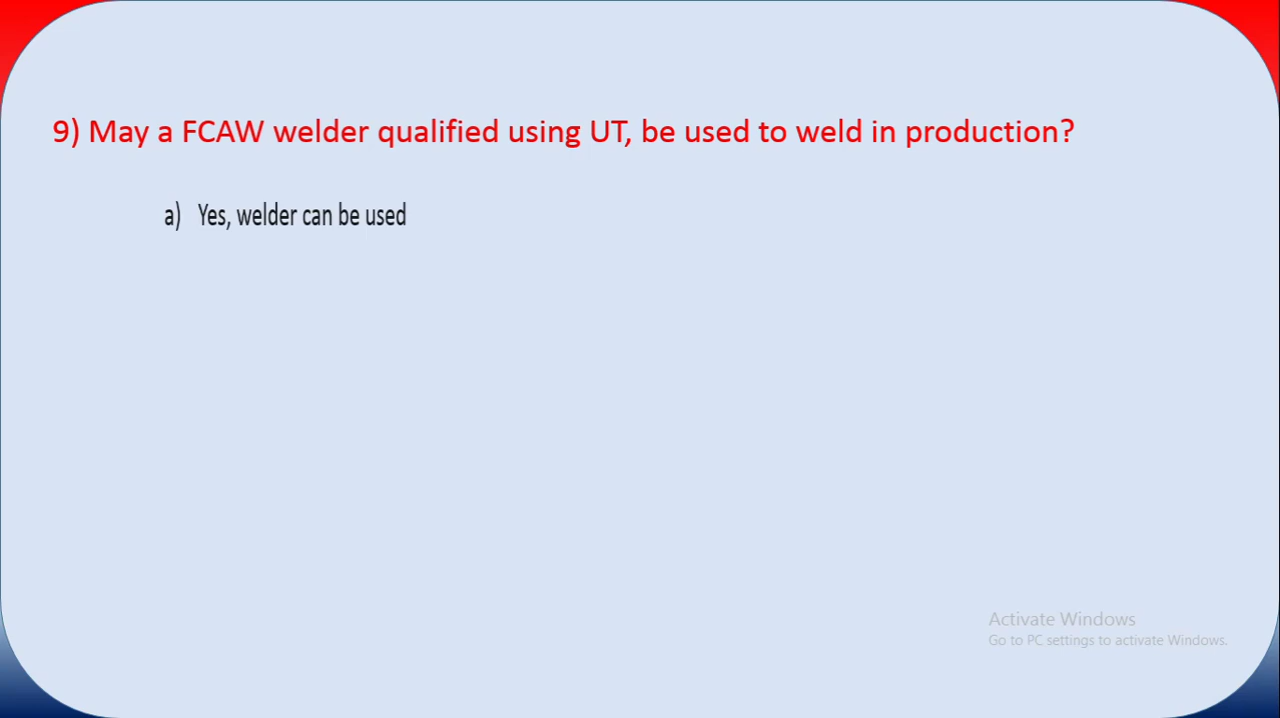 9) May a FCAW welder qualified using UT, be used to weld in production?
a) Yes, welder can be used
Activate Windows
Go to PC settings to activate Windows.